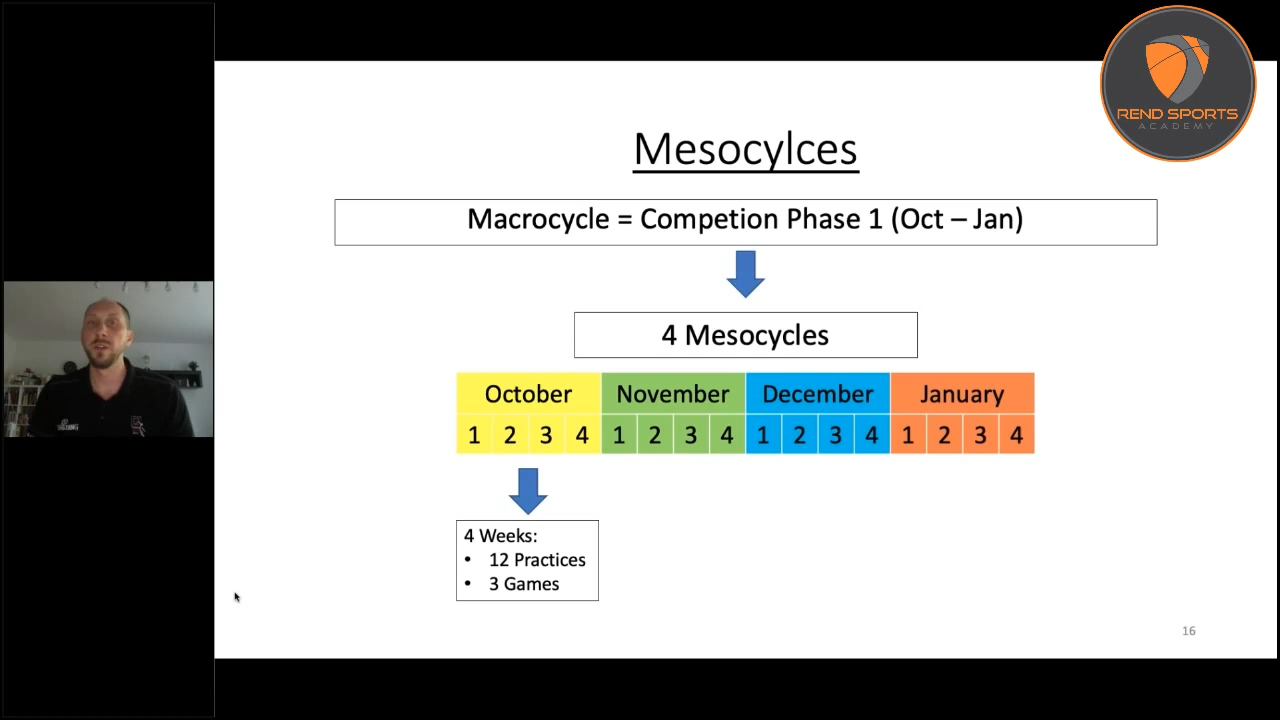 REND SPORTS
ACADEMY
Mesocylces
Macrocycle = Competion Phase 1 (Oct – Jan)
4 Mesocycles
October November December January
1 2 3 4 1 2 3 4 1 2 3 4 1 2 3 4
4 Weeks:
• 12 Practices
• 3 Games
16